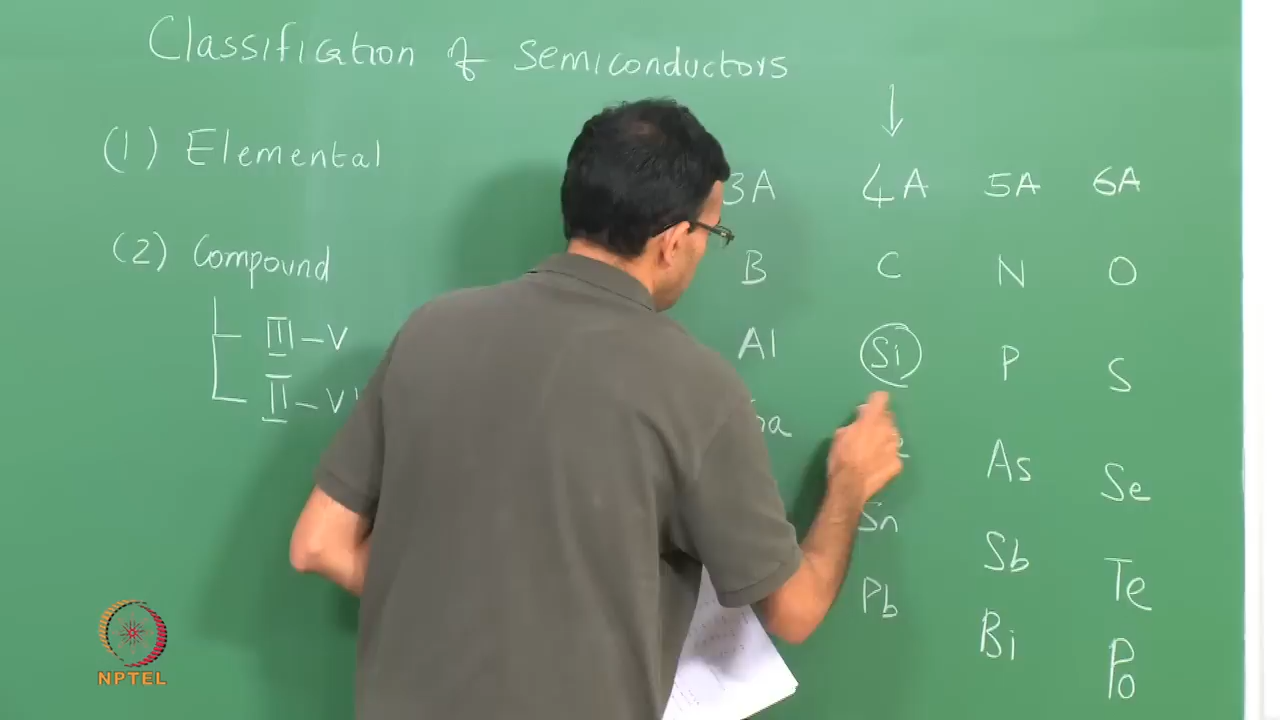 Classification of semiconductors
(1) Elemental
(2) Compound
III-V
II-V
3A 4A 5A 6A
B C N O
Al Si P S
As Se
Sn Sb Te
Pb Bi Po
NPTEL